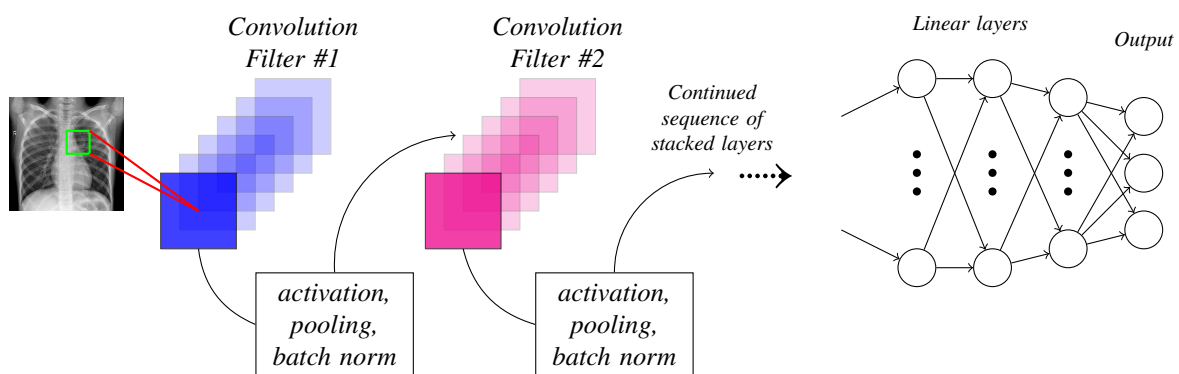 Convolution
Filter #1
Convolution
Filter #2
Linear layers
Output
Continued
sequence of
stacked layers
activation,
pooling,
batch norm
activation,
pooling,
batch norm